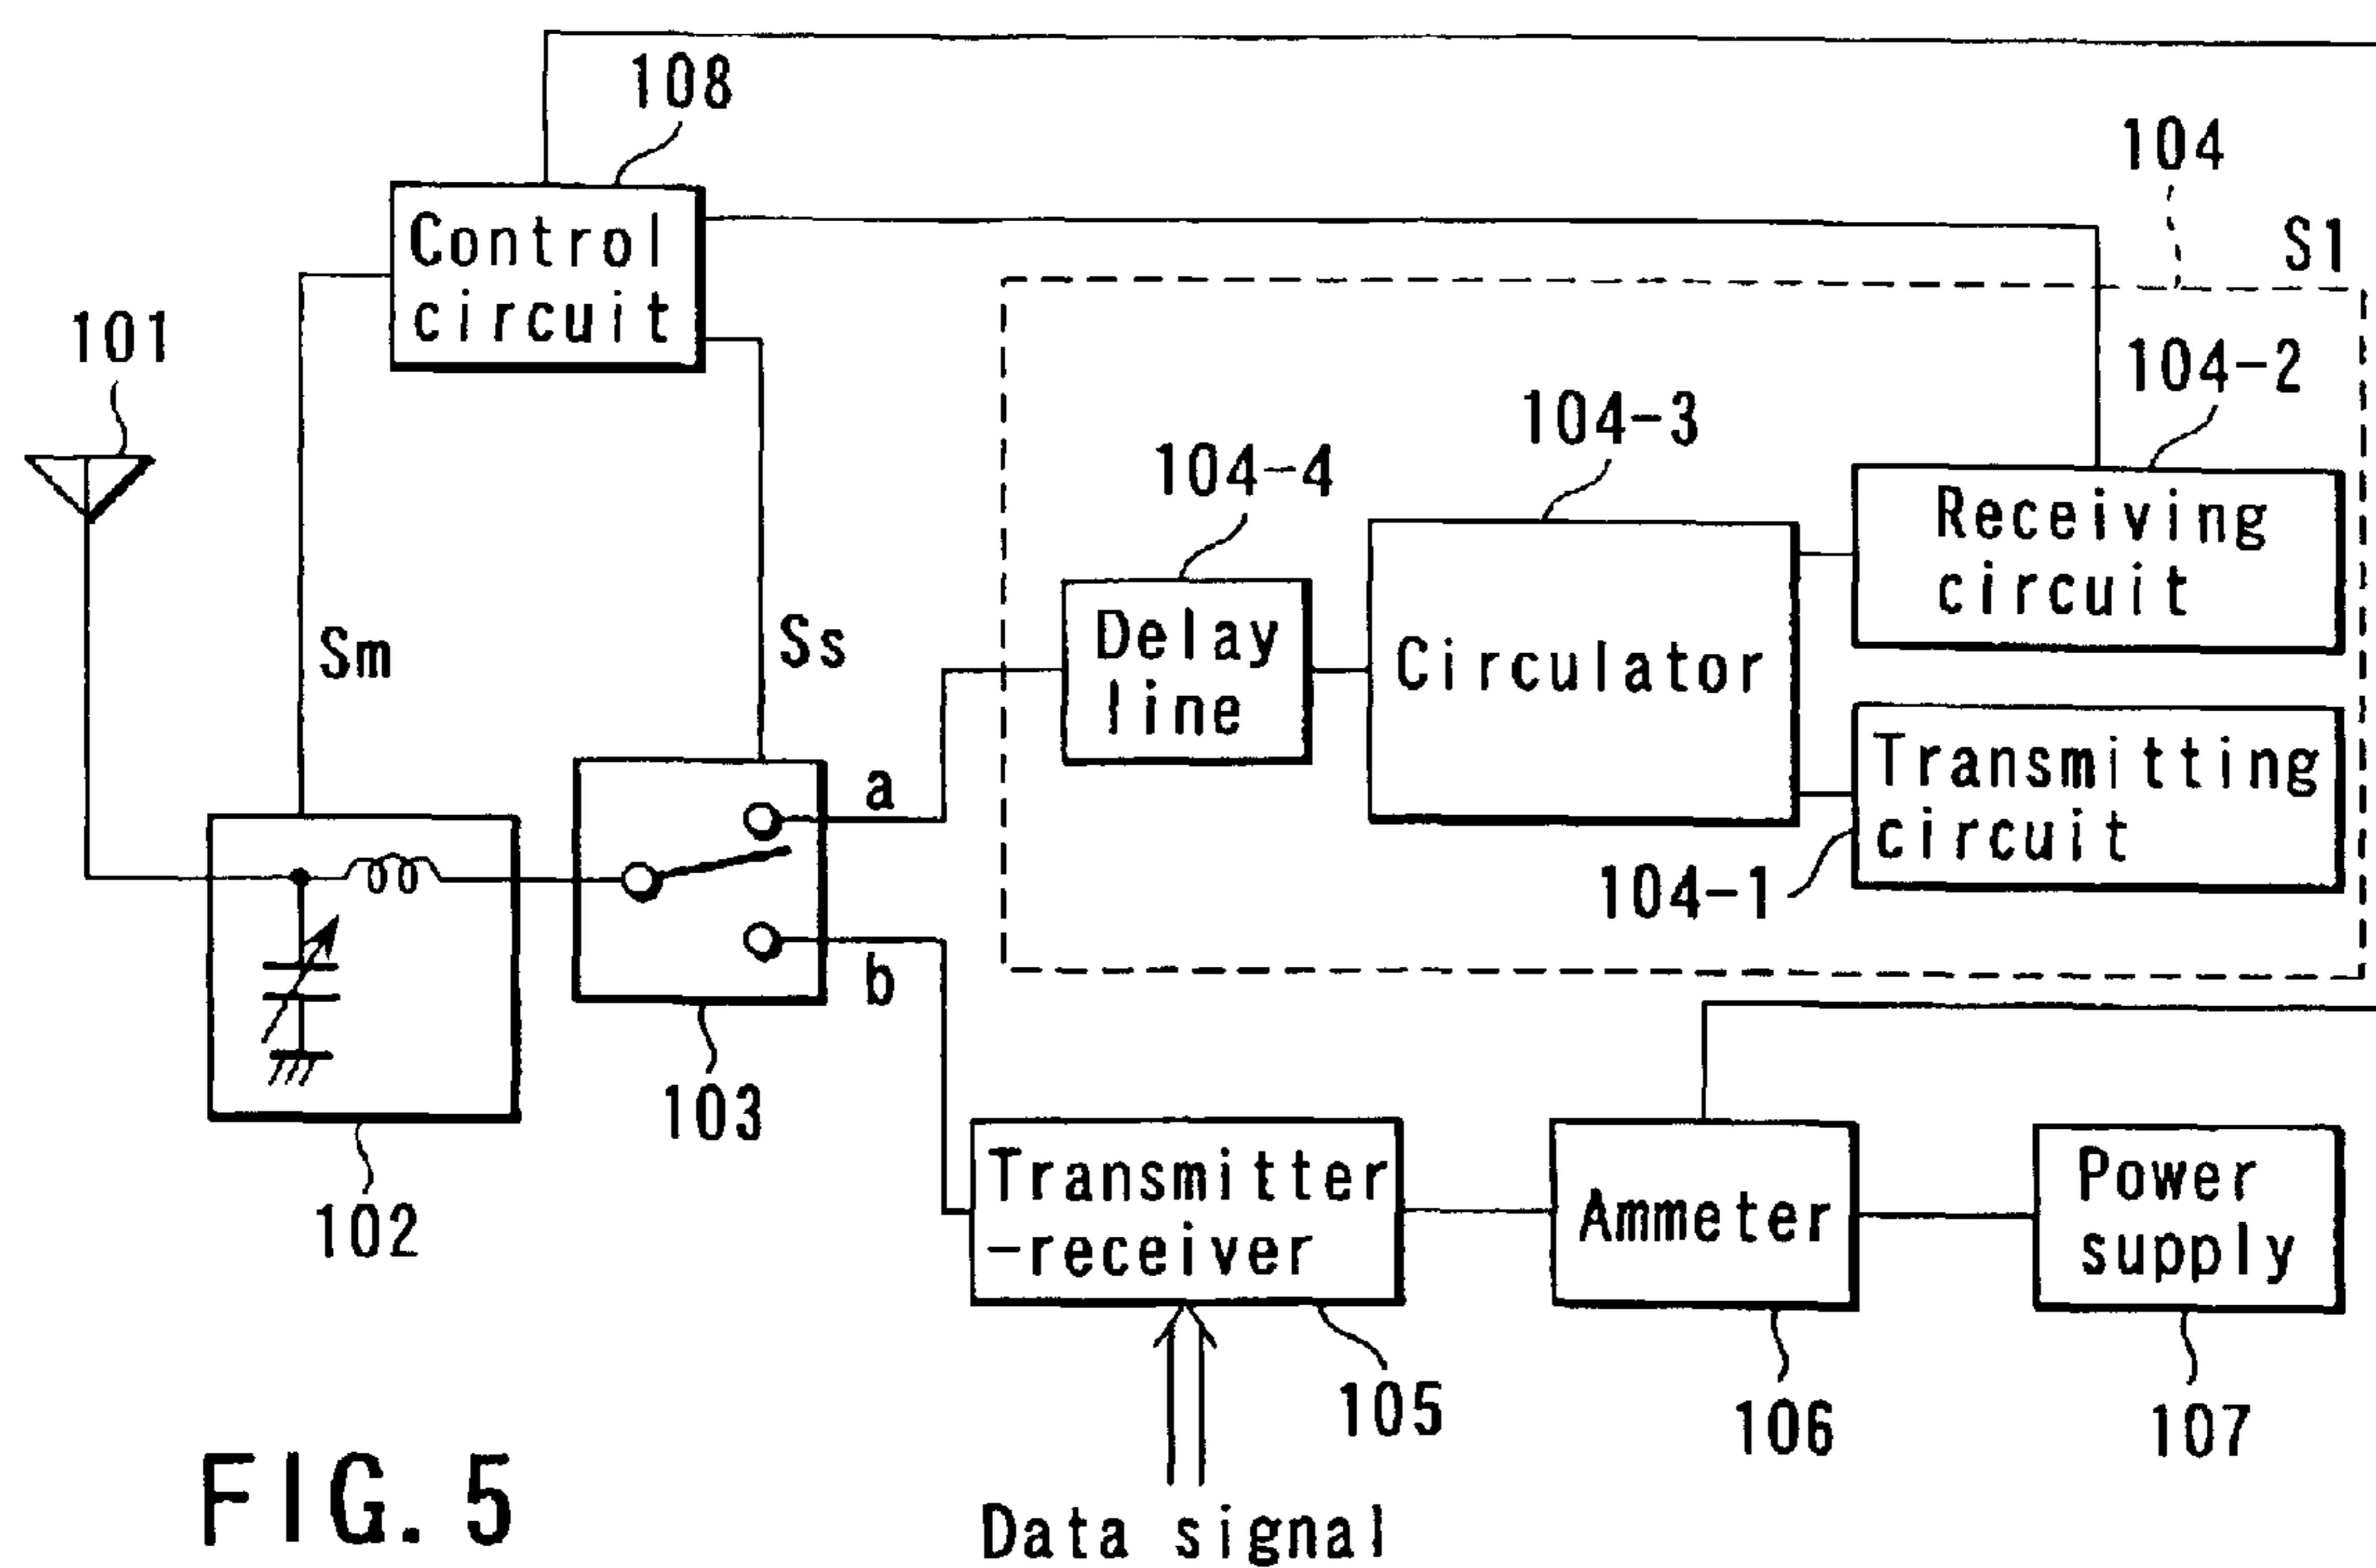 108
104
S1
Control
circuit
101
104-2
104-3
104-4
Receiving
circuit
Delay
line
Circulator
Sm
Ss
Transmitting
circuit
a
104-1
b
103
102
Transmitter
-receiver
Ammeter
Power
supply
105
106
107
FIG. 5
Data signal